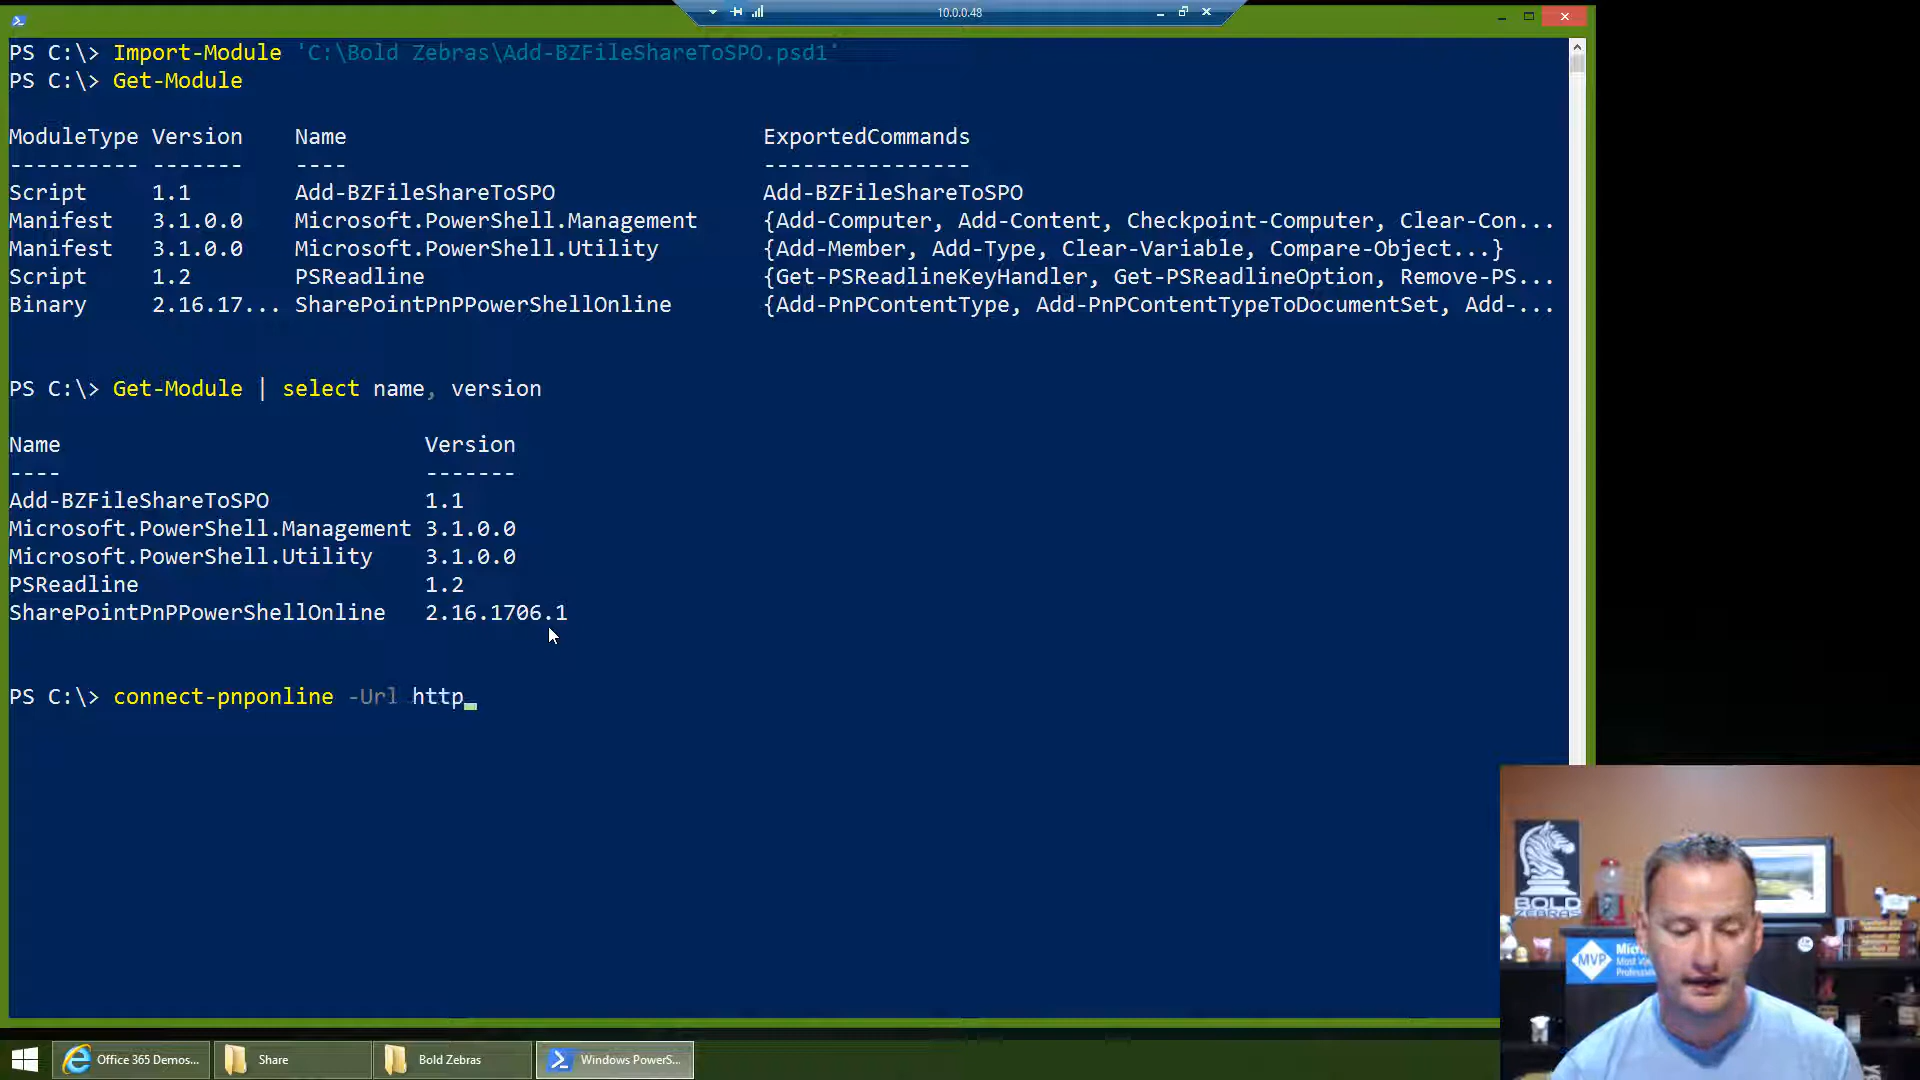 10.0.0.48
PS C:\> Import-Module 'C:\Bold Zebras\Add-BZFileShareToSPO.psd1'
PS C:\> Get-Module
ModuleType Version Name ExportedCommands
---------- ------- ---- ----------------
Script 1.1 Add-BZFileShareToSPO Add-BZFileShareToSPO
Manifest 3.1.0.0 Microsoft.PowerShell.Management {Add-Computer, Add-Content, Checkpoint-Computer, Clear-Con...
Manifest 3.1.0.0 Microsoft.PowerShell.Utility {Add-Member, Add-Type, Clear-Variable, Compare-Object...}
Script 1.2 PSReadline {Get-PSReadlineKeyHandler, Get-PSReadlineOption, Remove-PS...
Binary 2.16.17... SharePointPnPPowerShellOnline {Add-PnPContentType, Add-PnPContentTypeToDocumentSet, Add-...
PS C:\> Get-Module | select name, version
Name Version
---- -------
Add-BZFileShareToSPO 1.1
Microsoft.PowerShell.Management 3.1.0.0
Microsoft.PowerShell.Utility 3.1.0.0
PSReadline 1.2
SharePointPnPPowerShellOnline 2.16.1706.1
PS C:\> connect-pnponline -Url http
BOLD
ZEBRAS
MVP
Most
Professional
Office 365 Demos...
Share
Bold Zebras
Windows PowerS...